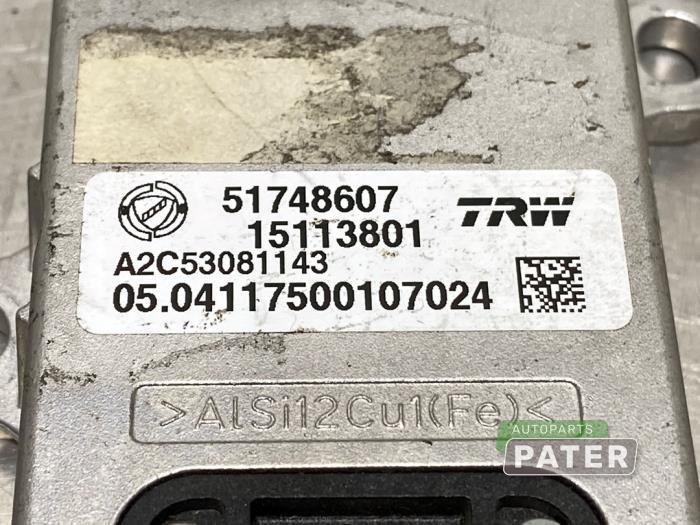 51748607
TRW
15113801
A2C53081143
05.04117500107024
>AlSi12Cu1(Fe)<
AUTOPARTS
PATER